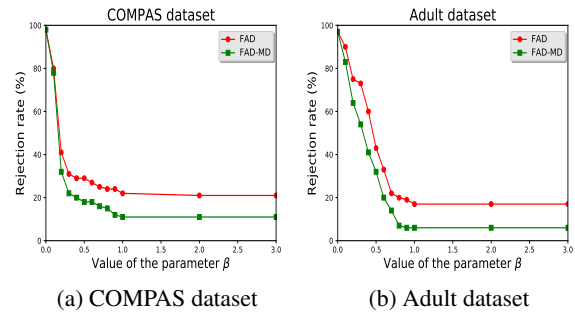 COMPAS dataset
FAD
FAD-MD
Rejection rate (%)
100
80
60
40
20
0
0.0 0.5 1.0 1.5 2.0 2.5 3.0
Value of the parameter β
(a) COMPAS dataset
Adult dataset
FAD
FAD-MD
Rejection rate (%)
100
80
60
40
20
0
0.0 0.5 1.0 1.5 2.0 2.5 3.0
Value of the parameter β
(b) Adult dataset